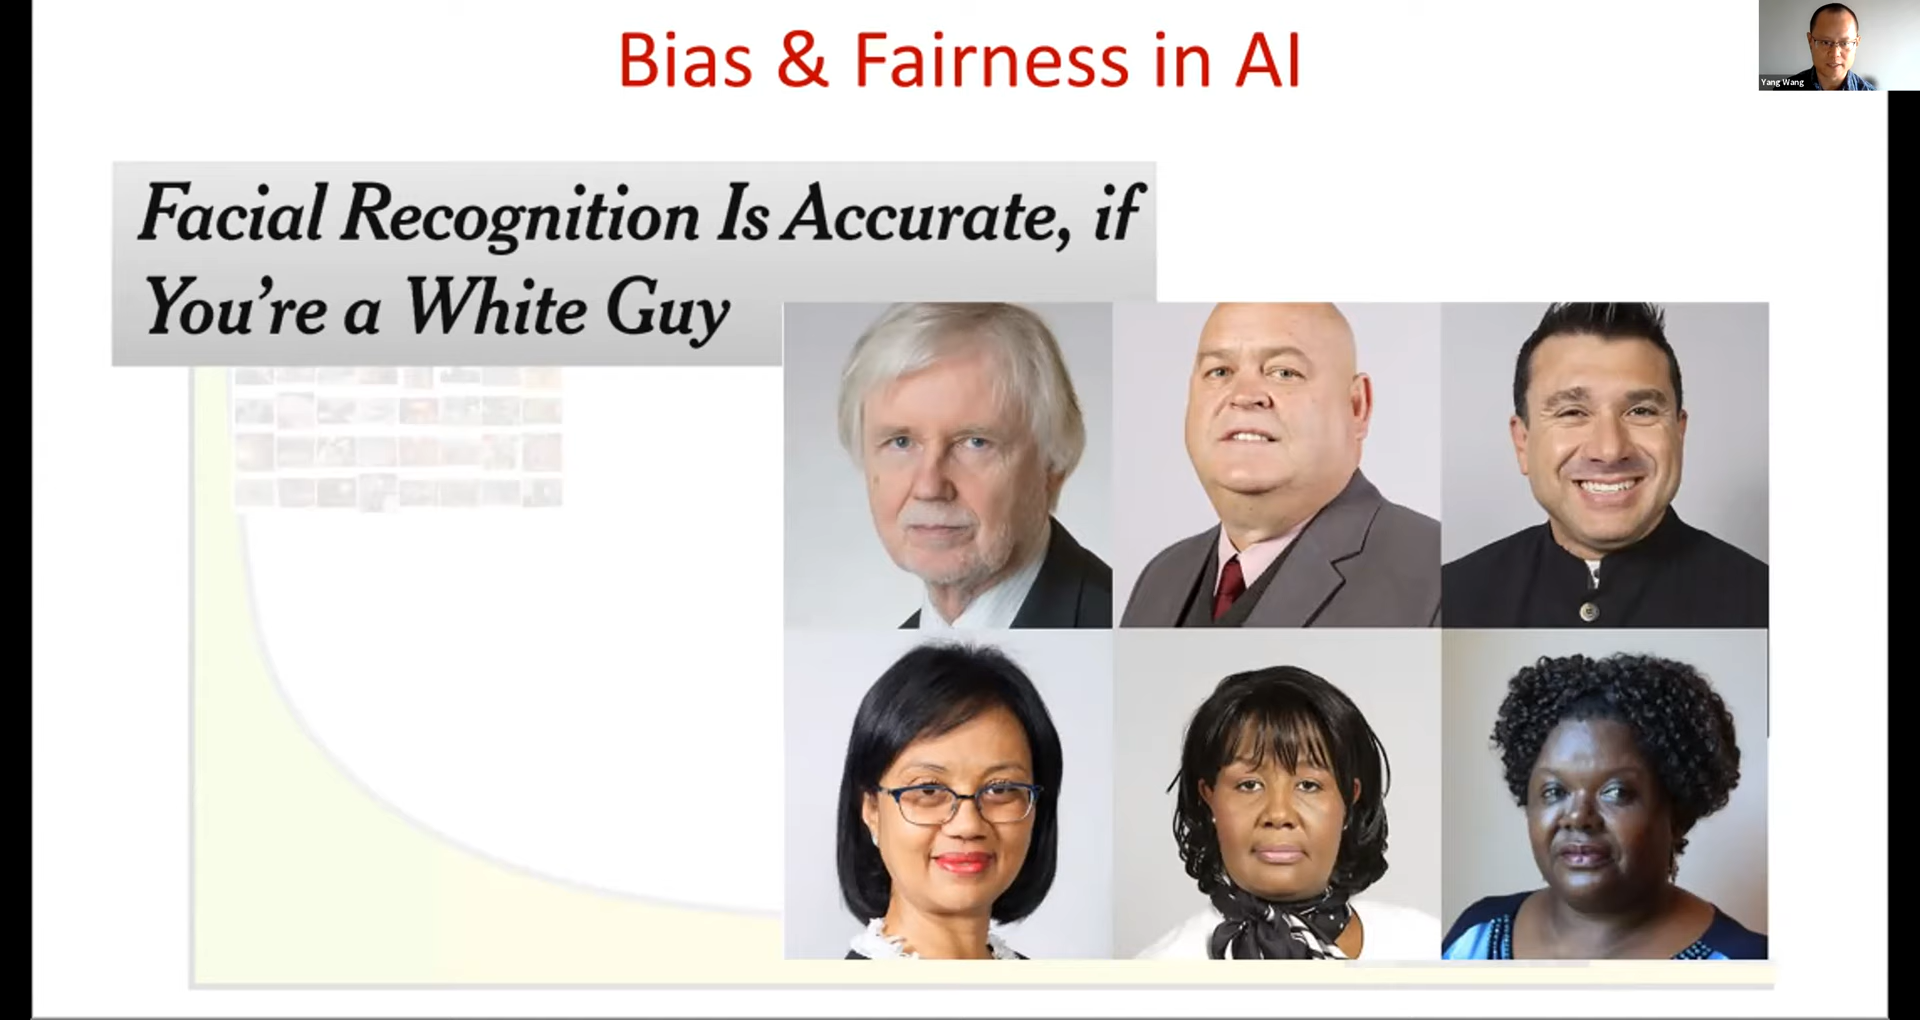 Bias & Fairness in AI
Yang Wang
Facial Recognition Is Accurate, if
You’re a White Guy